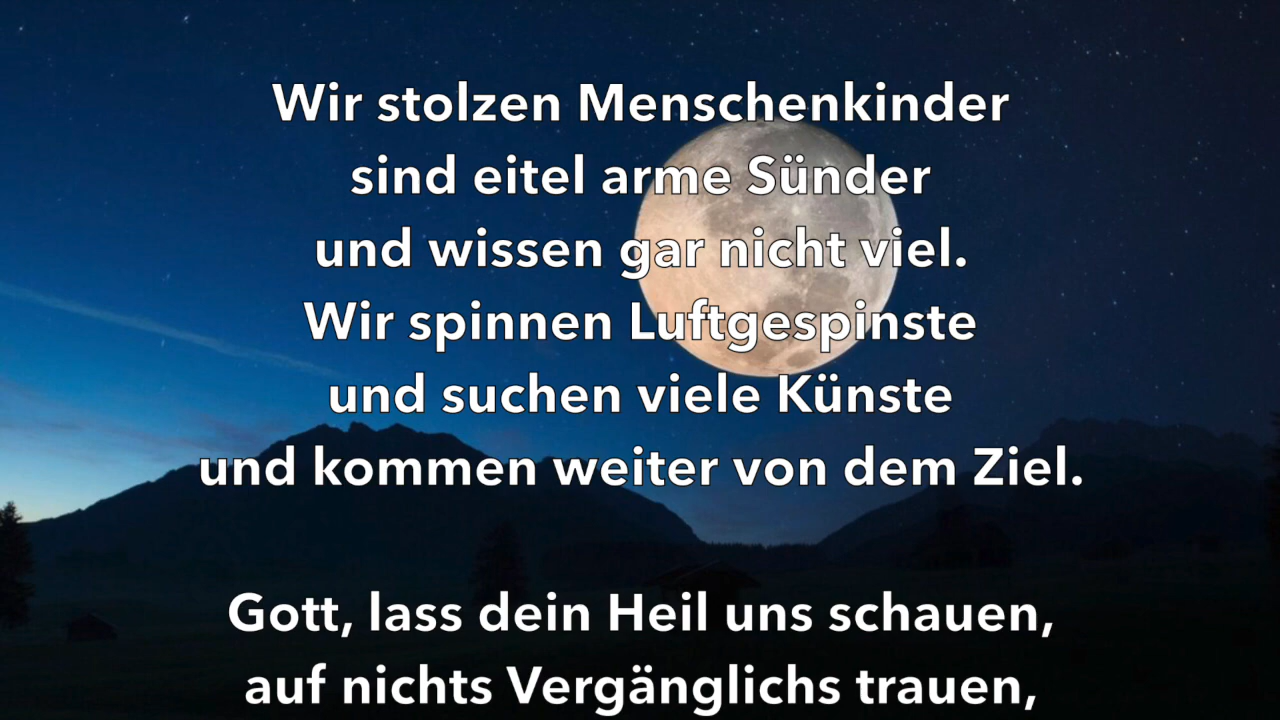 Wir stolzen Menschenkinder
sind eitel arme Sünder
und wissen gar nicht viel.
Wir spinnen Luftgespinste
und suchen viele Künste
und kommen weiter von dem Ziel.
Gott, lass dein Heil uns schauen,
auf nichts Vergänglichs trauen,